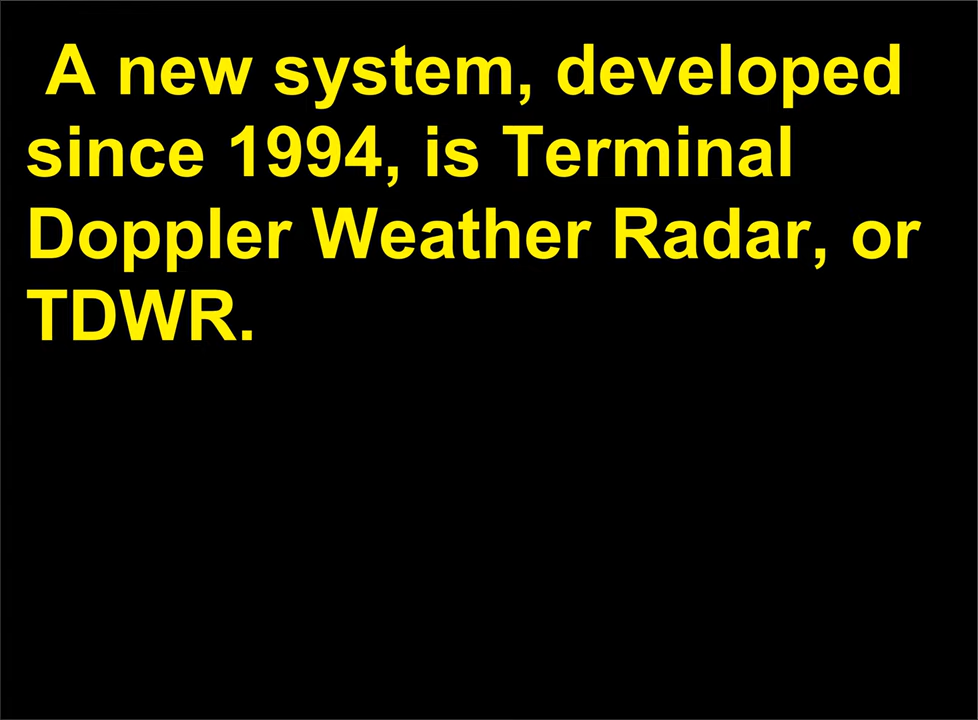 A new system, developed
since 1994, is Terminal
Doppler Weather Radar, or
TDWR.